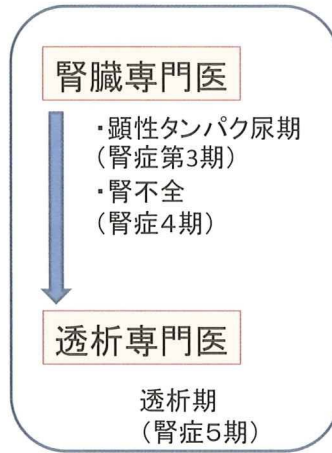 腎臓専門医
・顕性タンパク尿期
(腎症第3期)
・腎不全
(腎症4期)
透析専門医
透析期
(腎症5期)